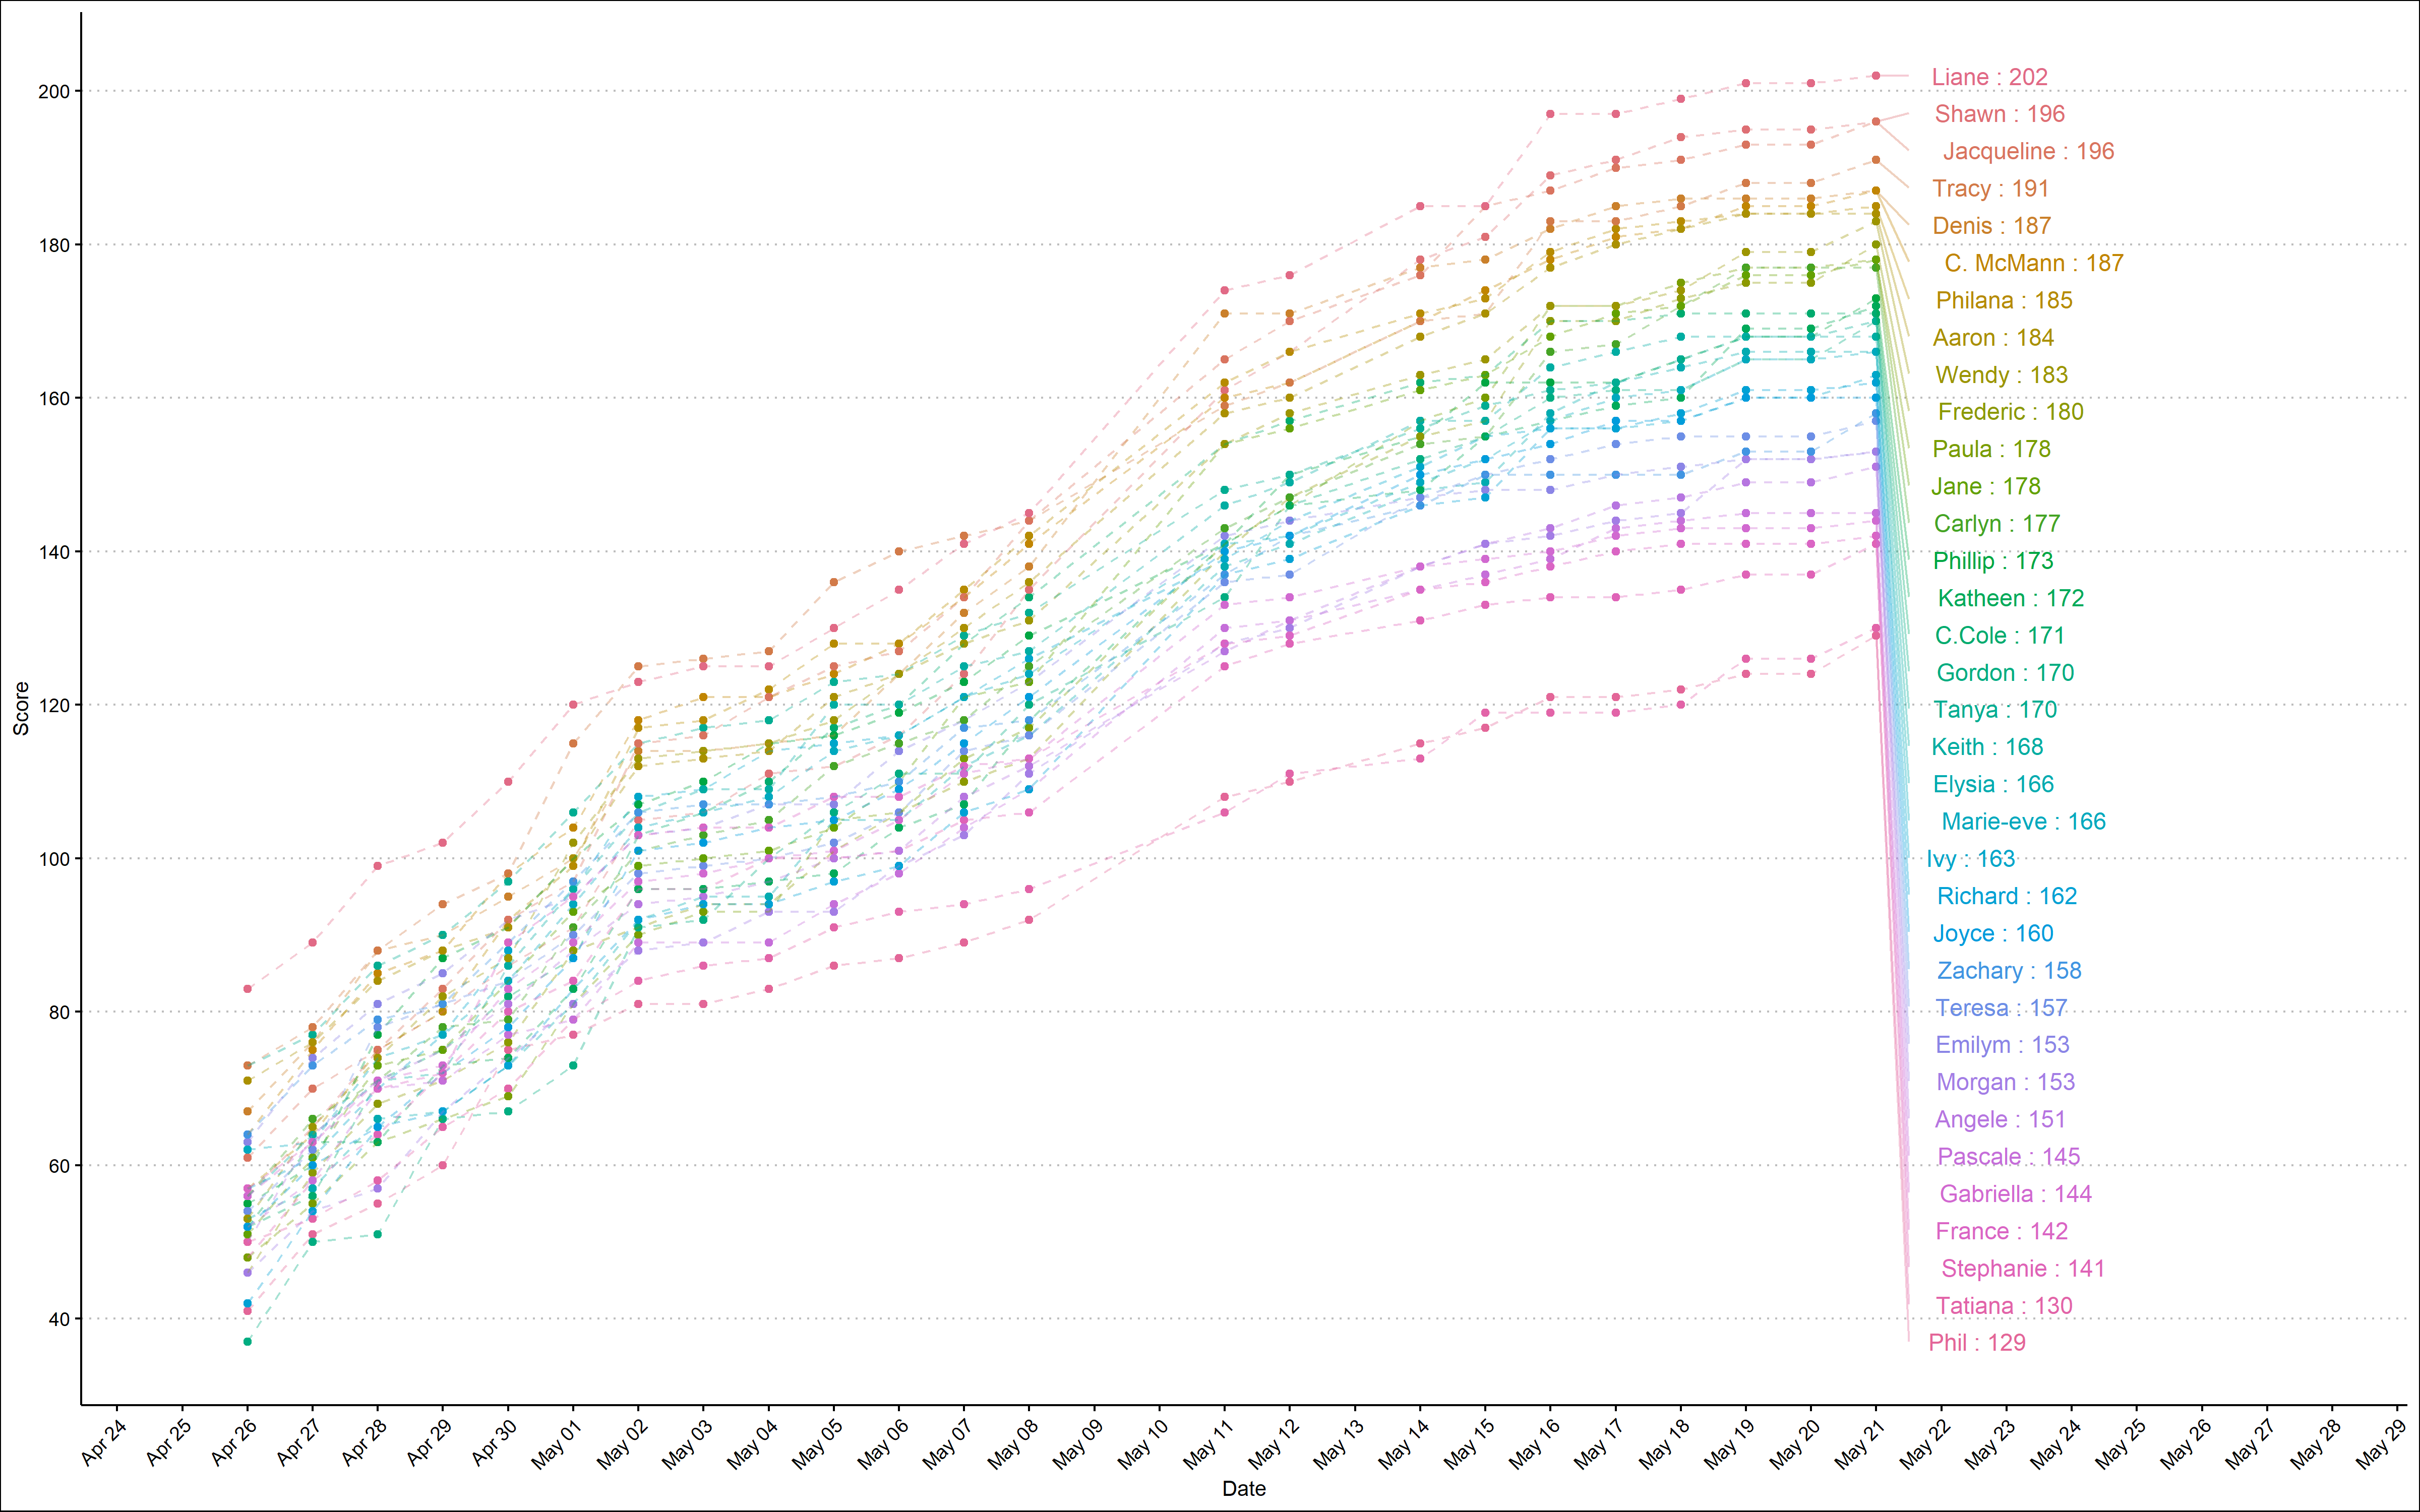 200
180
160
140
120
100
80
60
40
Score
Liane : 202
Shawn : 196
Jacqueline : 196
Tracy : 191
Denis : 187
C. McMann : 187
Philana : 185
Aaron : 184
Wendy : 183
Frederic : 180
Paula : 178
Jane : 178
Carlyn : 177
Phillip : 173
Katheen : 172
C.Cole : 171
Gordon : 170
Tanya : 170
Keith : 168
Elysia : 166
Marie-eve : 166
Ivy : 163
Richard : 162
Joyce : 160
Zachary : 158
Teresa : 157
Emilym : 153
Morgan : 153
Angele : 151
Pascale : 145
Gabriella : 144
France : 142
Stephanie : 141
Tatiana : 130
Phil : 129
Apr 24
Apr 25
Apr 26
Apr 27
Apr 28
Apr 29
Apr 30
May 01
May 02
May 03
May 04
May 05
May 06
May 07
May 08
May 09
May 10
May 11
May 12
May 13
May 14
May 15
May 16
May 17
May 18
May 19
May 20
May 21
May 22
May 23
May 24
May 25
May 26
May 27
May 28
May 29
Date